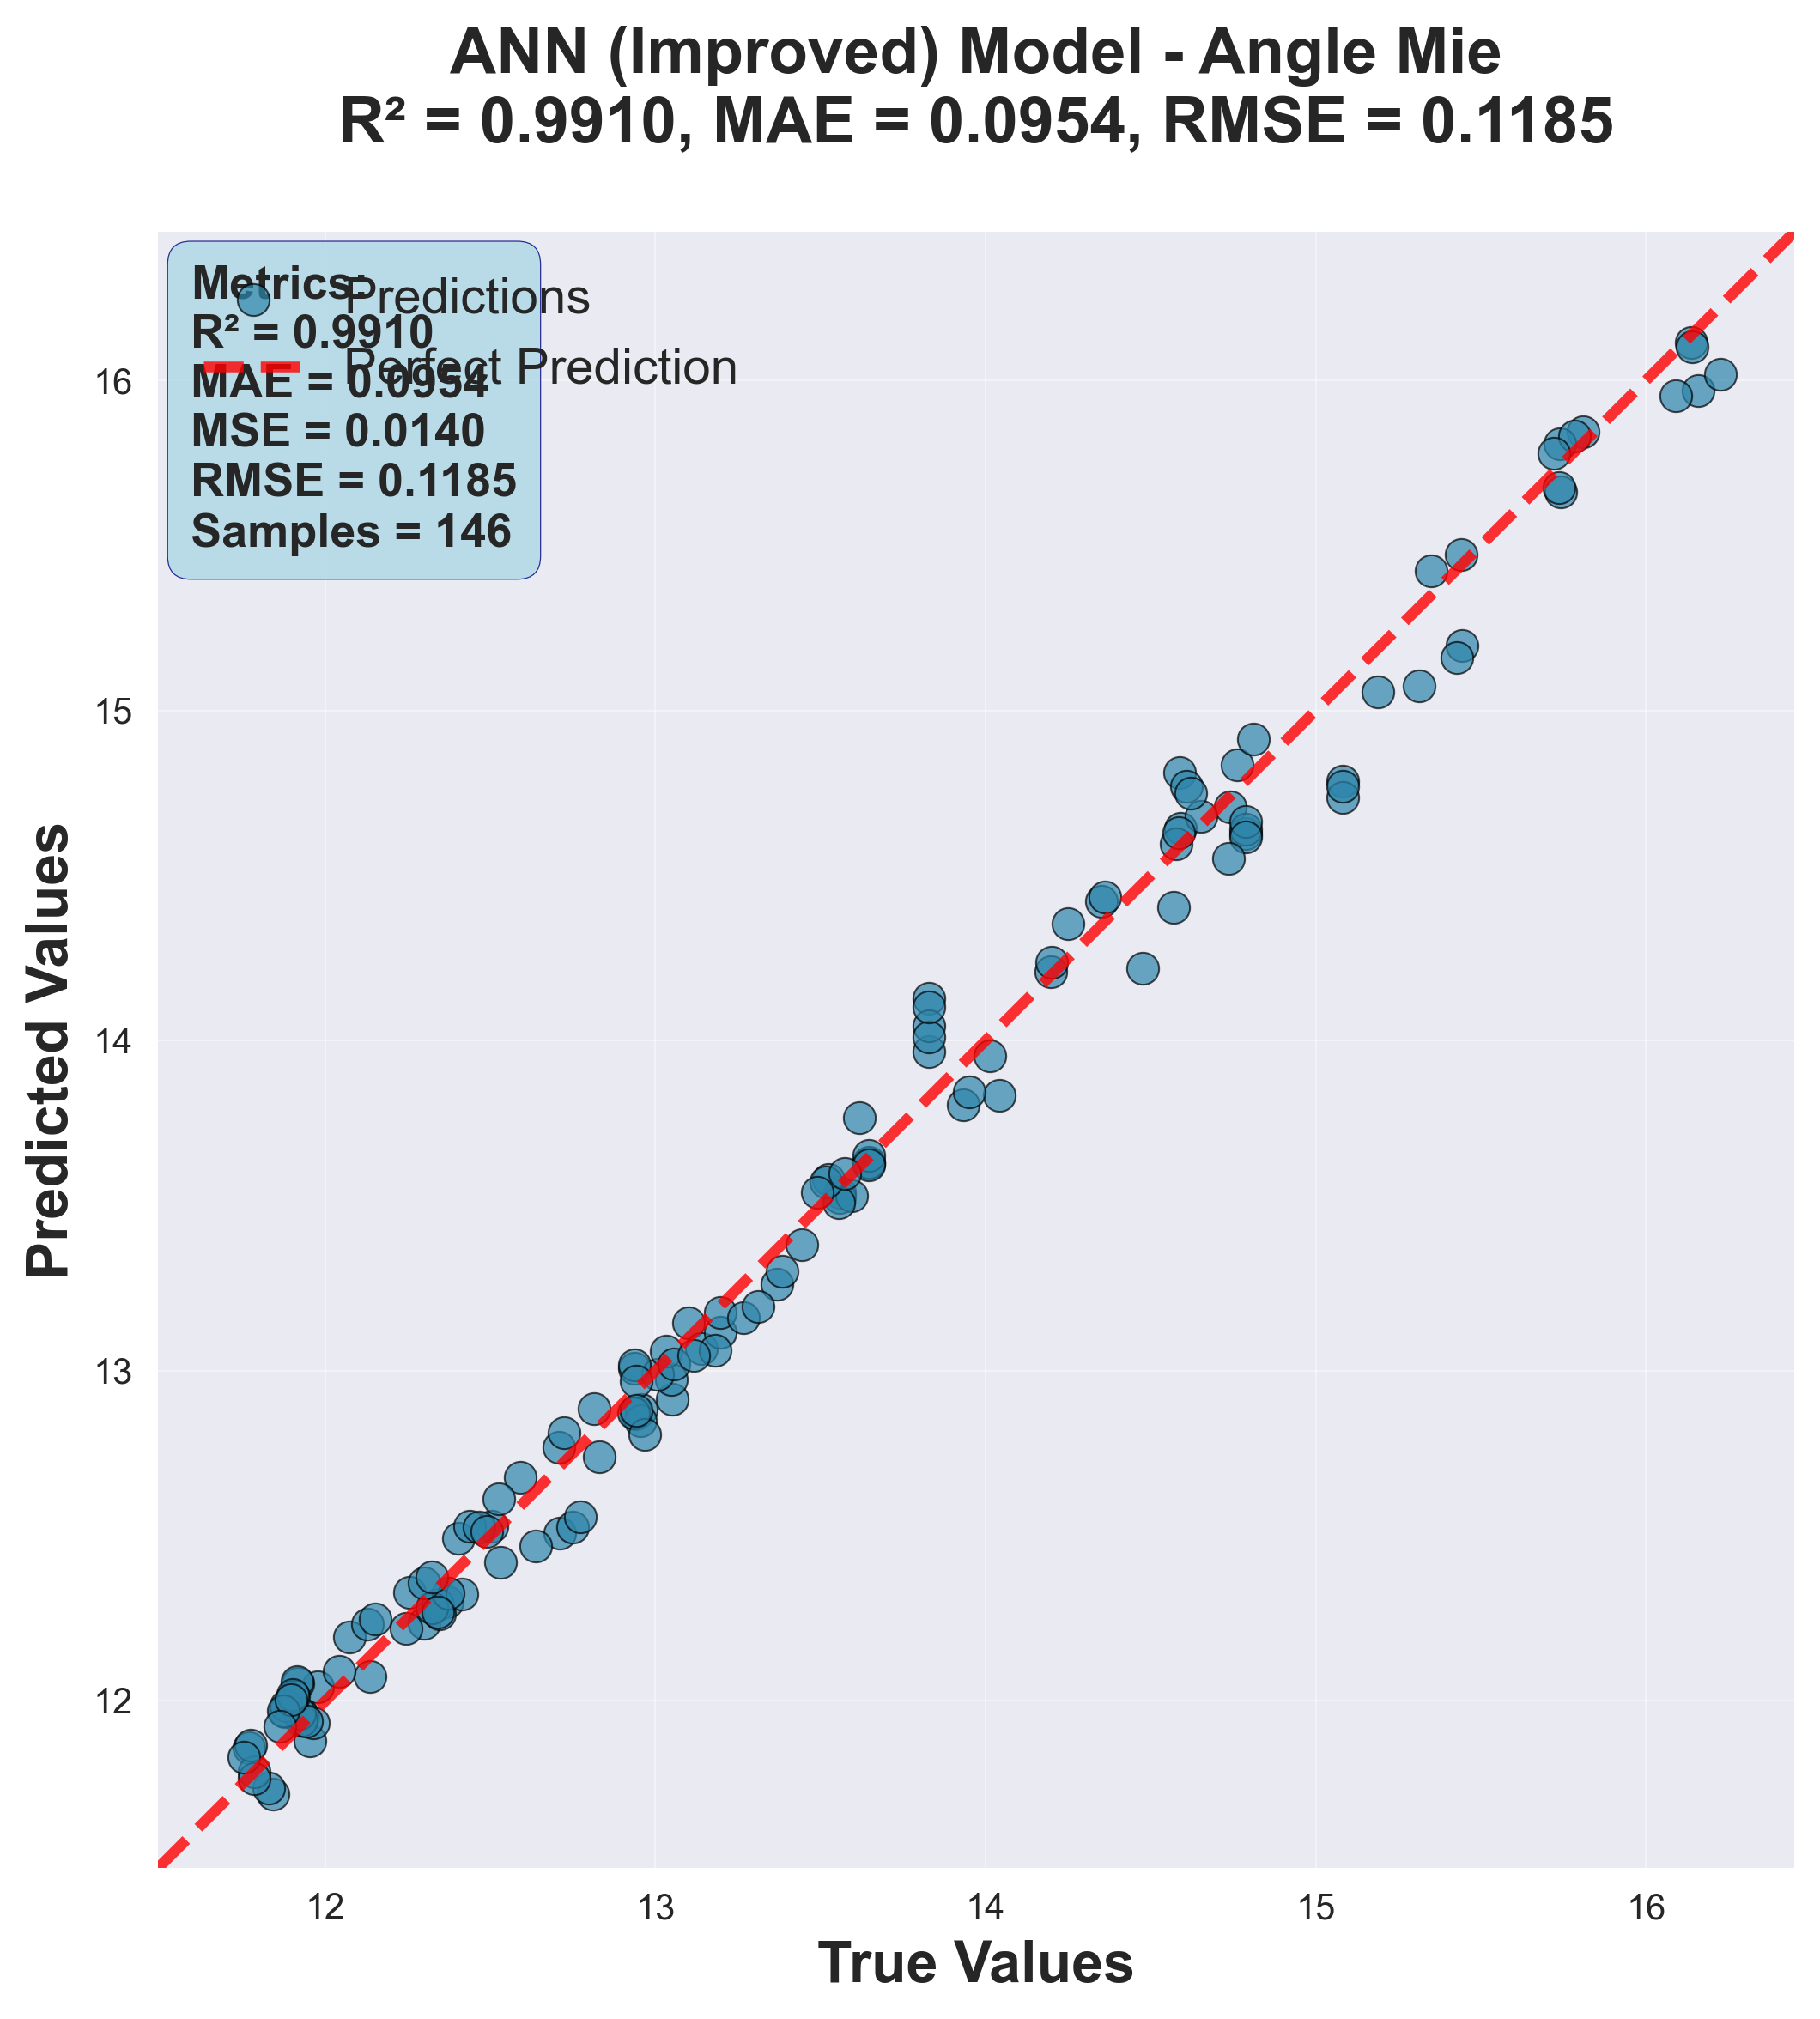 ANN (Improved) Model - Angle Mie
R² = 0.9910, MAE = 0.0954, RMSE = 0.1185
Metrics:
R² = 0.9910
MAE = 0.0954
MSE = 0.0140
RMSE = 0.1185
Samples = 146
Predictions
Perfect Prediction
Predicted Values
16
15
14
13
12
12 13 14 15 16
True Values